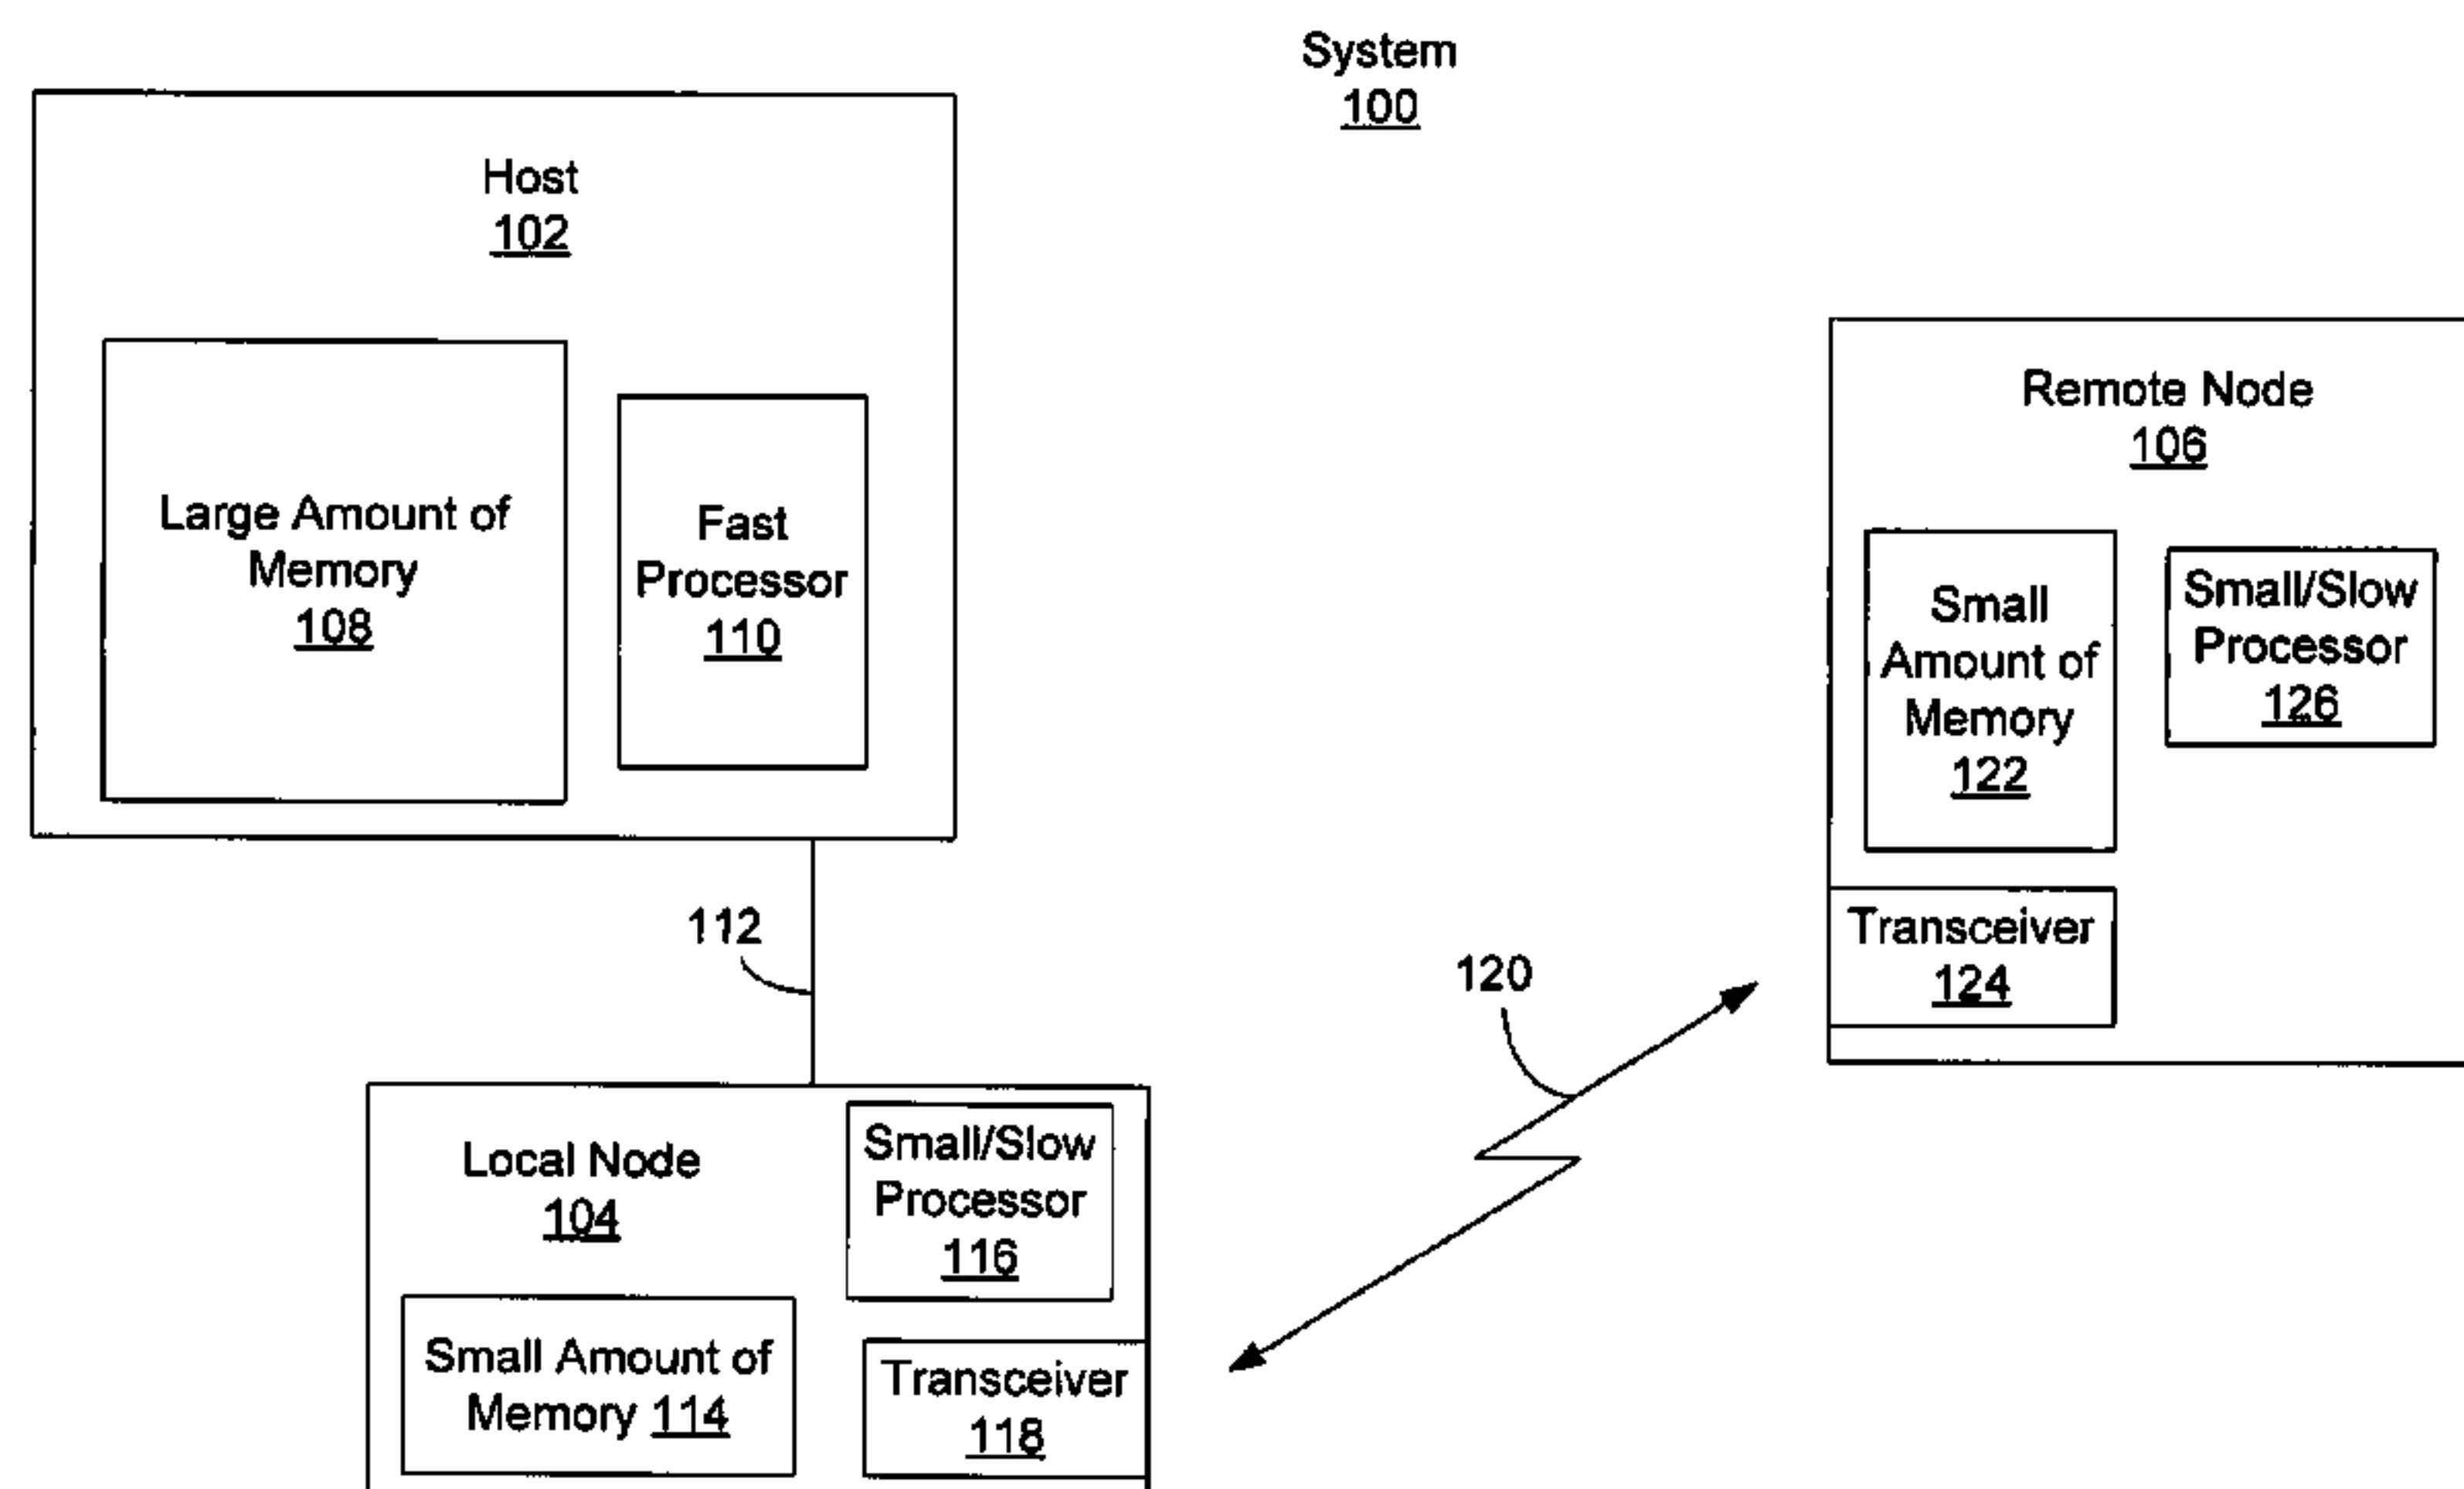 System
100
Host
102
Large Amount of
Memory
108
Fast
Processor
110
Remote Node
106
Small
Amount of
Memory
122
Small/Slow
Processor
126
Transceiver
124
112
120
Local Node
104
Small/Slow
Processor
116
Small Amount of
Memory 114
Transceiver
118